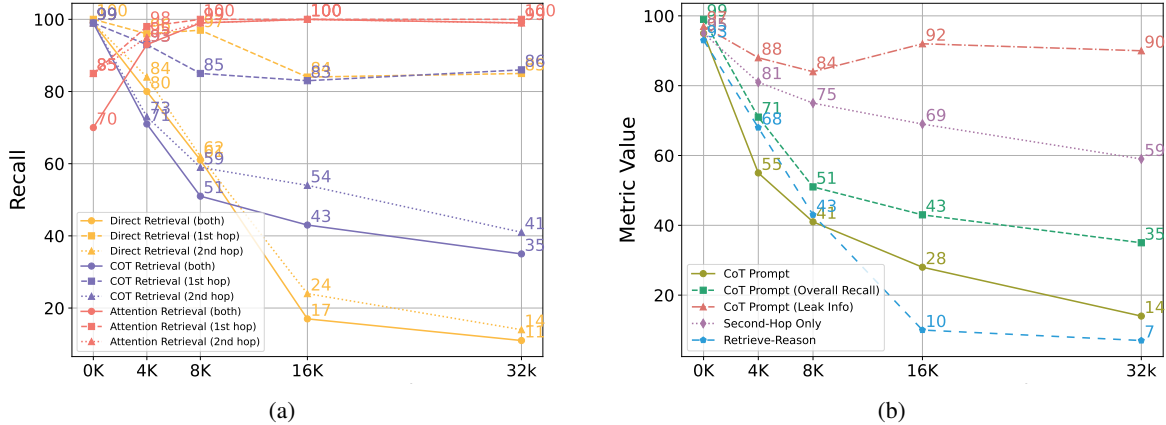 100
80
60
40
20
Recall
99
85
70
98
93
84
80
73
71
97
85
62
59
51
100
84
83
54
43
24
17
100
99
86
85
41
35
14
11
Direct Retrieval (both)
Direct Retrieval (1st hop)
Direct Retrieval (2nd hop)
COT Retrieval (both)
COT Retrieval (1st hop)
COT Retrieval (2nd hop)
Attention Retrieval (both)
Attention Retrieval (1st hop)
Attention Retrieval (2nd hop)
0K
4K
8K
16K
32k
(a)
100
80
60
40
20
Metric Value
99
93
88
81
71
68
55
84
75
51
43
41
92
69
43
28
10
90
59
35
14
7
CoT Prompt
CoT Prompt (Overall Recall)
CoT Prompt (Leak Info)
Second-Hop Only
Retrieve-Reason
0K
4K
8K
16K
32k
(b)